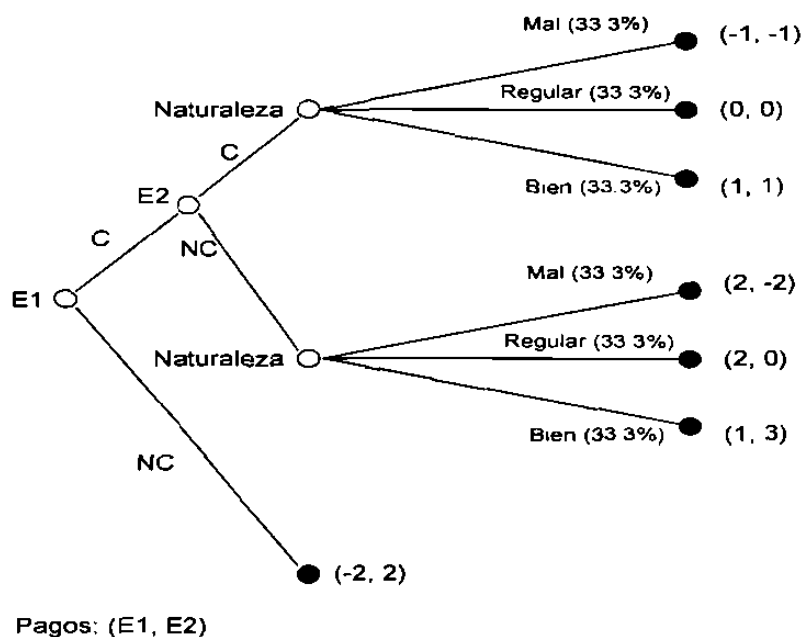 Mal (33 3%) (-1, -1)
Naturaleza Regular (33 3%) (0, 0)
C
Bien (33.3%) (1, 1)
E2
C NC
Mal (33 3%) (2, -2)
E1
Regular (33 3%)
Naturaleza (2, 0)
Bien (33 3%) (1, 3)
NC
(-2, 2)
Pagos: (E1, E2)